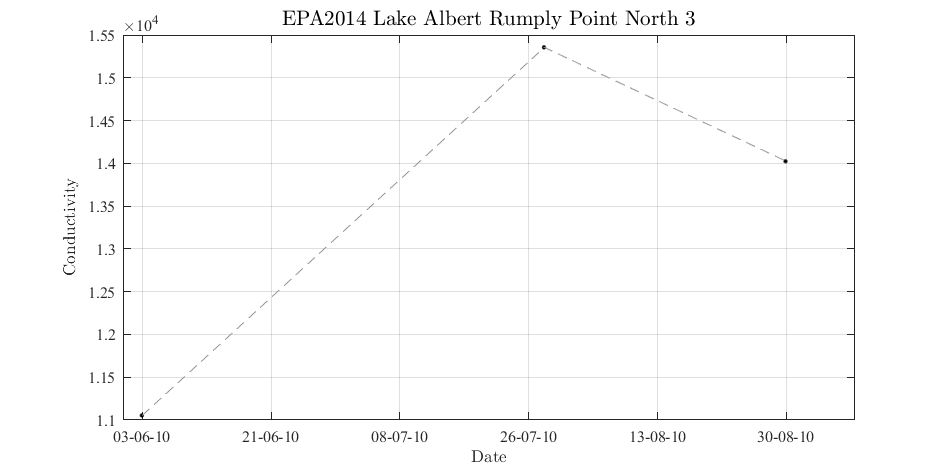 EPA2014 Lake Albert Rumply Point North 3
×10⁴
1.55
1.5
1.45
1.4
1.35
1.3
1.25
1.2
1.15
1.1
Conductivity
03-06-10 21-06-10 08-07-10 26-07-10 13-08-10 30-08-10
Date